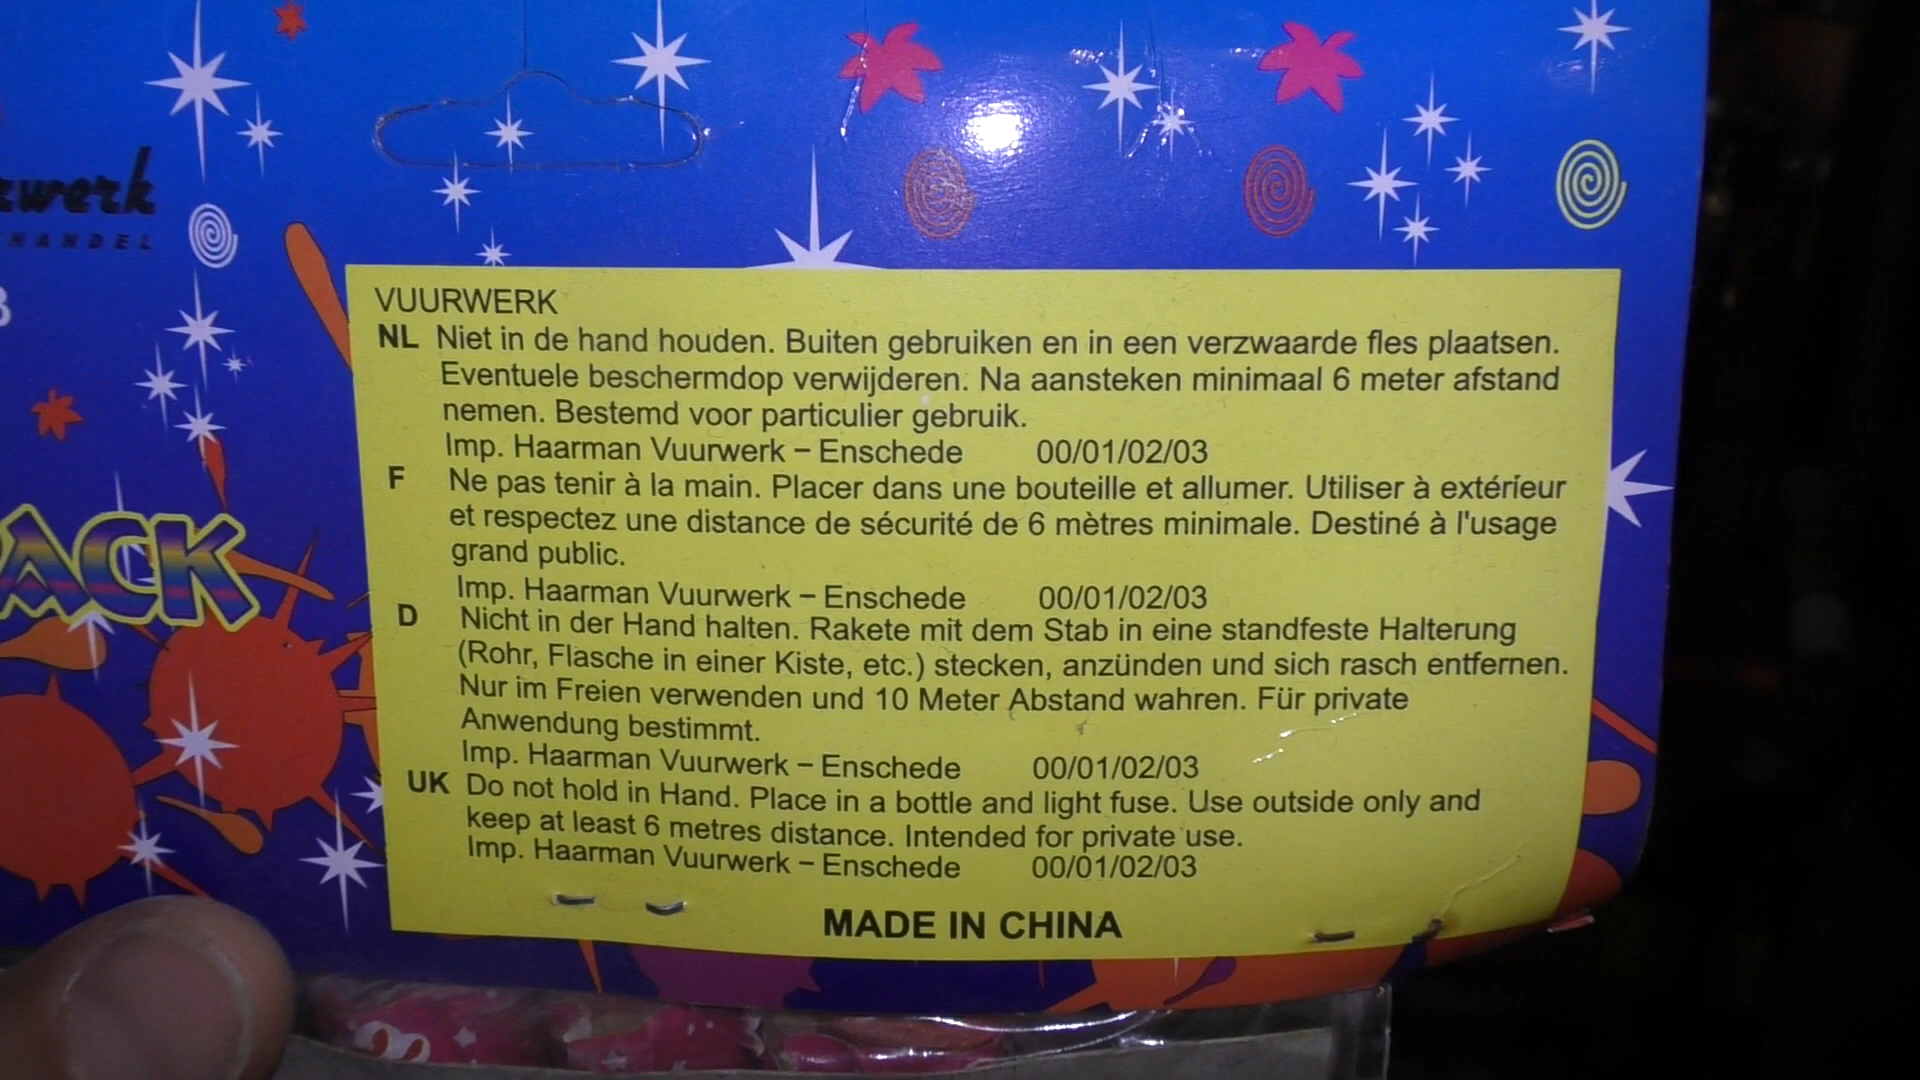 HANDEL
ACK
VUURWERK
NL Niet in de hand houden. Buiten gebruiken en in een verzwaarde fles plaatsen.
Eventuele beschermdop verwijderen. Na aansteken minimaal 6 meter afstand
nemen. Bestemd voor particulier gebruik.
Imp. Haarman Vuurwerk – Enschede 00/01/02/03
F Ne pas tenir à la main. Placer dans une bouteille et allumer. Utiliser à extérieur
et respectez une distance de sécurité de 6 mètres minimale. Destiné à l'usage
grand public.
Imp. Haarman Vuurwerk – Enschede 00/01/02/03
D Nicht in der Hand halten. Rakete mit dem Stab in eine standfeste Halterung
(Rohr, Flasche in einer Kiste, etc.) stecken, anzünden und sich rasch entfernen.
Nur im Freien verwenden und 10 Meter Abstand wahren. Für private
Anwendung bestimmt.
Imp. Haarman Vuurwerk – Enschede 00/01/02/03
UK Do not hold in Hand. Place in a bottle and light fuse. Use outside only and
keep at least 6 metres distance. Intended for private use.
Imp. Haarman Vuurwerk – Enschede 00/01/02/03
MADE IN CHINA